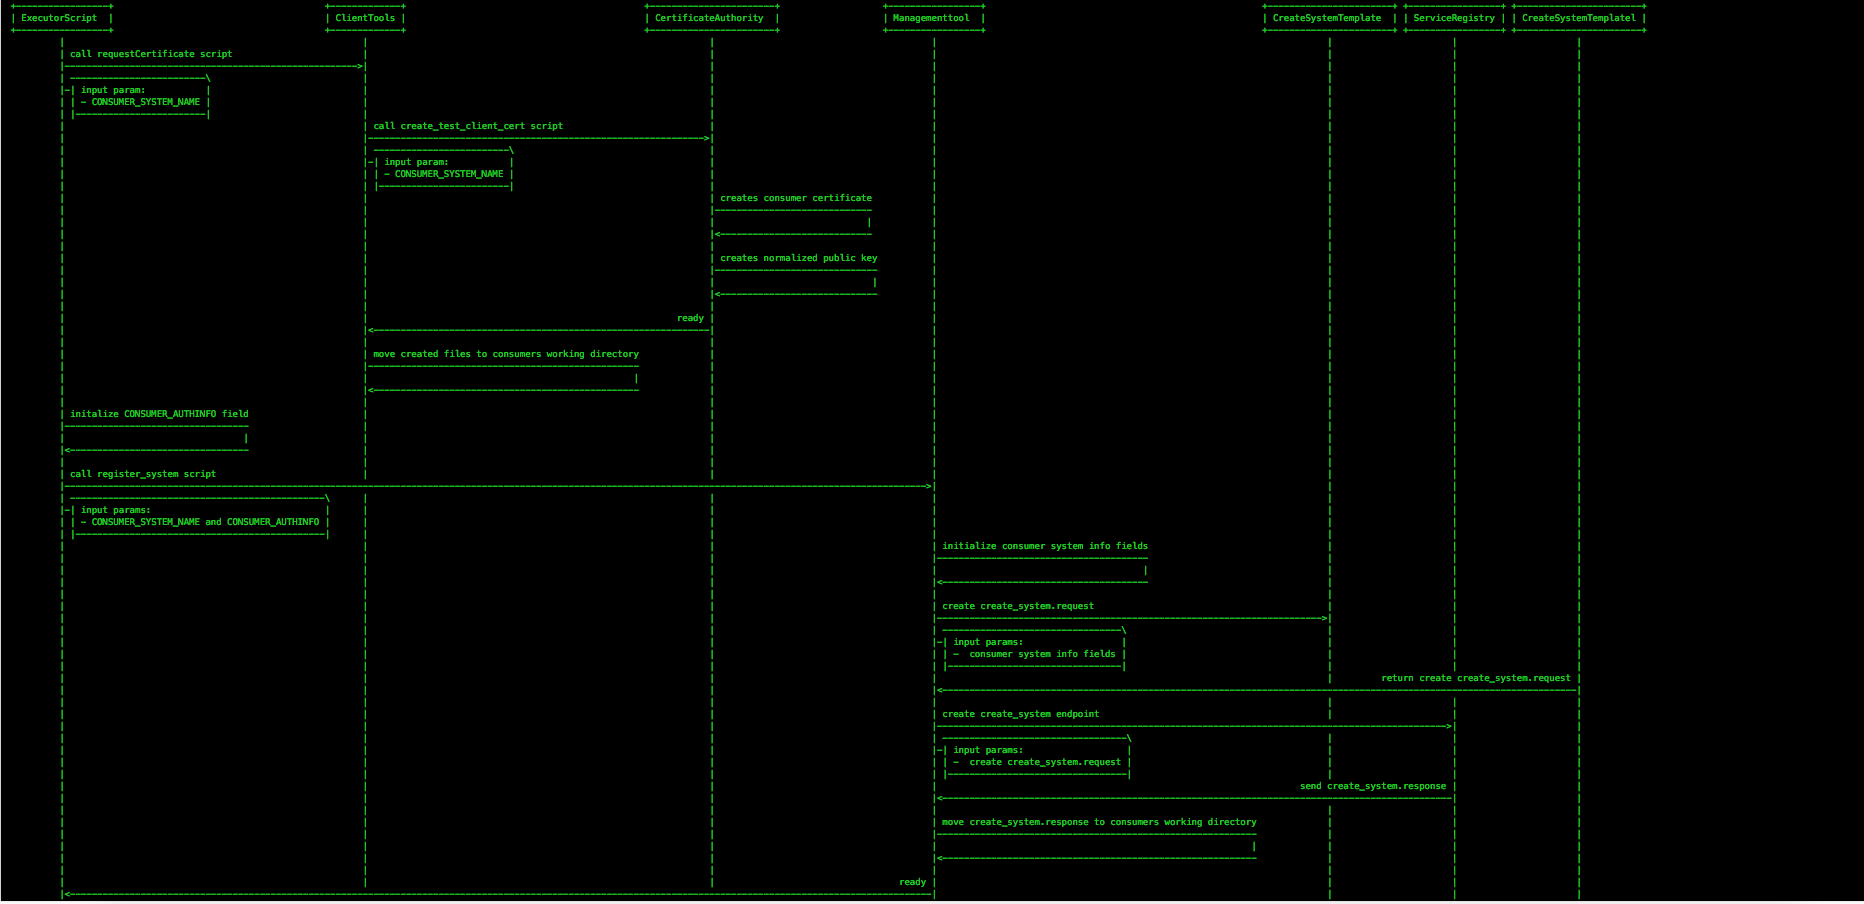 ExecutorScript
ClientTools
CertificateAuthority
Managementtool
CreateSystemTemplate
ServiceRegistry
CreateSystemTemplatel
call requestCertificate script
input param:
- CONSUMER_SYSTEM_NAME
call create_test_client_cert script
input param:
- CONSUMER_SYSTEM_NAME
creates consumer certificate
creates normalized public key
ready
move created files to consumers working directory
initalize CONSUMER_AUTHINFO field
call register_system script
input params:
- CONSUMER_SYSTEM_NAME and CONSUMER_AUTHINFO
initialize consumer system info fields
create create_system.request
input params:
- consumer system info fields
return create create_system.request
create create_system endpoint
input params:
- create create_system.request
send create_system.response
move create_system.response to consumers working directory
ready